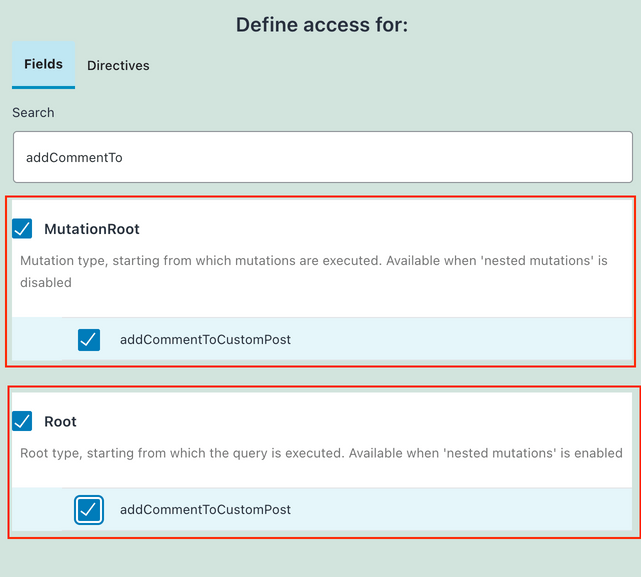 Define access for:
Fields Directives
Search
addCommentTo
MutationRoot
Mutation type, starting from which mutations are executed. Available when 'nested mutations' is
disabled
addCommentToCustomPost
Root
Root type, starting from which the query is executed. Available when 'nested mutations' is enabled
addCommentToCustomPost